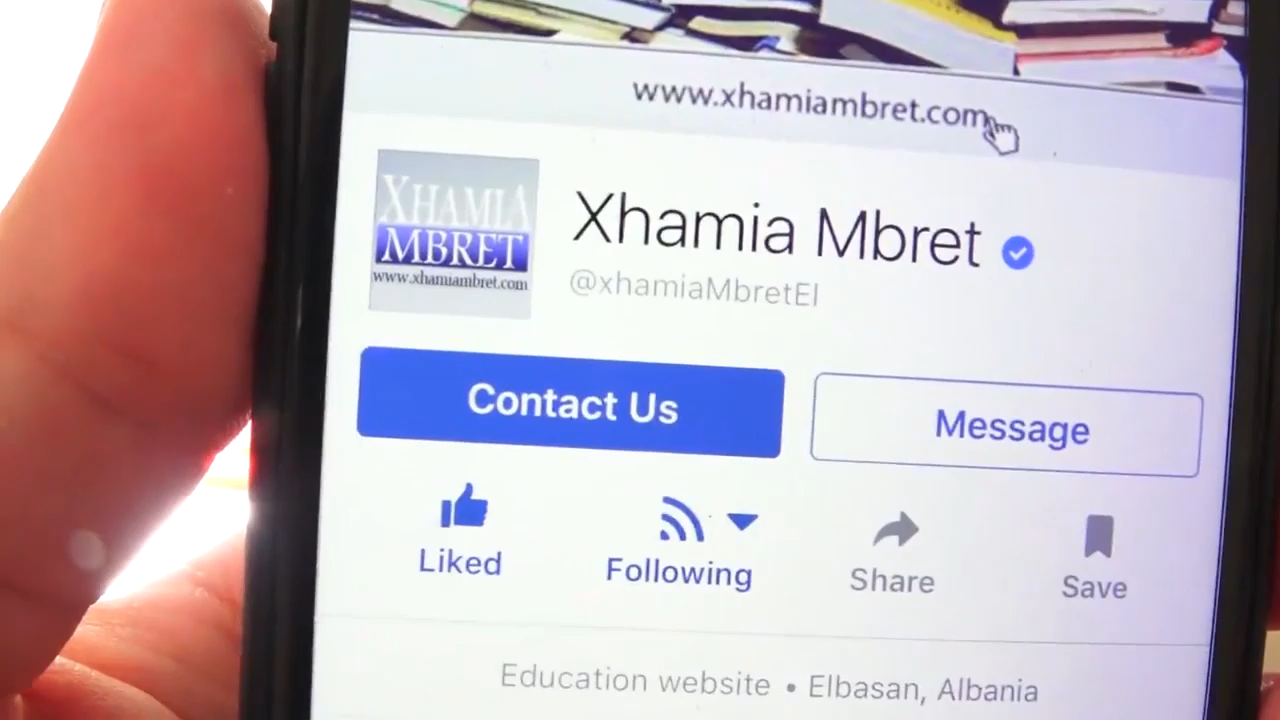 www.xhamiambret.com
XHAMIA
MBRET
www.xhamiambret.com
Xhamia Mbret
@xhamiaMbretEl
Contact Us
Message
Liked
Following
Share
Save
Education website • Elbasan, Albania